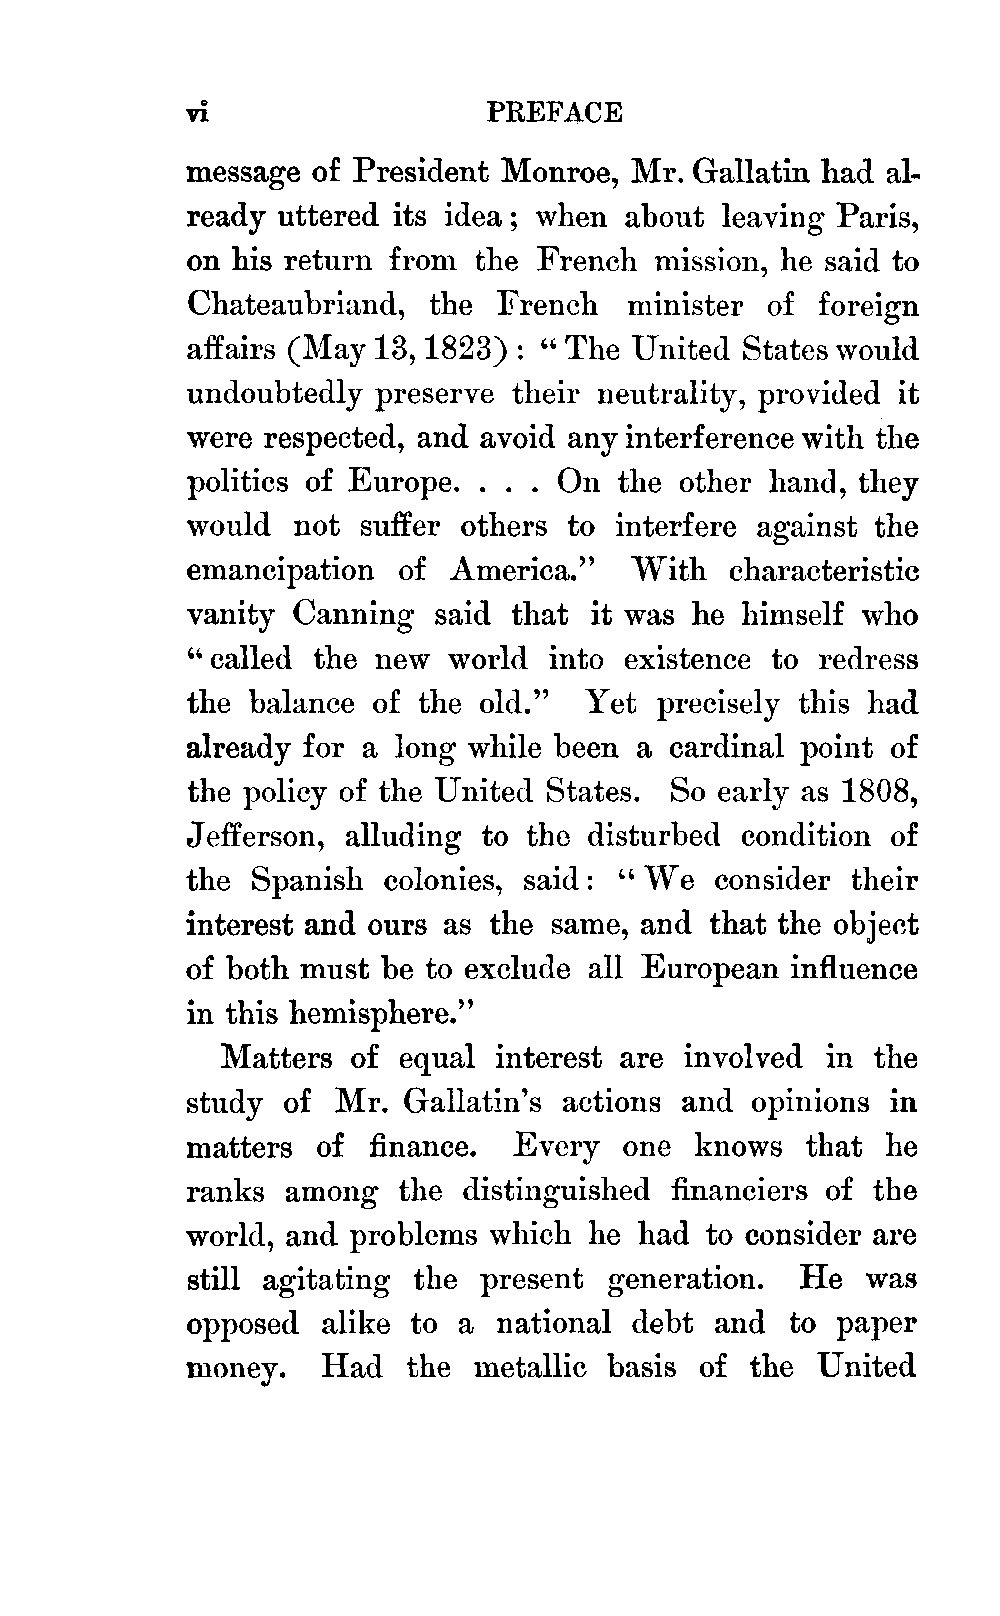 vi PREFACE
message of President Monroe, Mr. Gallatin had al-
ready uttered its idea; when about leaving Paris,
on his return from the French mission, he said to
Chateaubriand, the French minister of foreign
affairs (May 13, 1823): "The United States would
undoubtedly preserve their neutrality, provided it
were respected, and avoid any interference with the
politics of Europe. . . . On the other hand, they
would not suffer others to interfere against the
emancipation of America." With characteristic
vanity Canning said that it was he himself who
"called the new world into existence to redress
the balance of the old." Yet precisely this had
already for a long while been a cardinal point of
the policy of the United States. So early as 1808,
Jefferson, alluding to the disturbed condition of
the Spanish colonies, said: "We consider their
interest and ours as the same, and that the object
of both must be to exclude all European influence
in this hemisphere."
Matters of equal interest are involved in the
study of Mr. Gallatin's actions and opinions in
matters of finance. Every one knows that he
ranks among the distinguished financiers of the
world, and problems which he had to consider are
still agitating the present generation. He was
opposed alike to a national debt and to paper
money. Had the metallic basis of the United